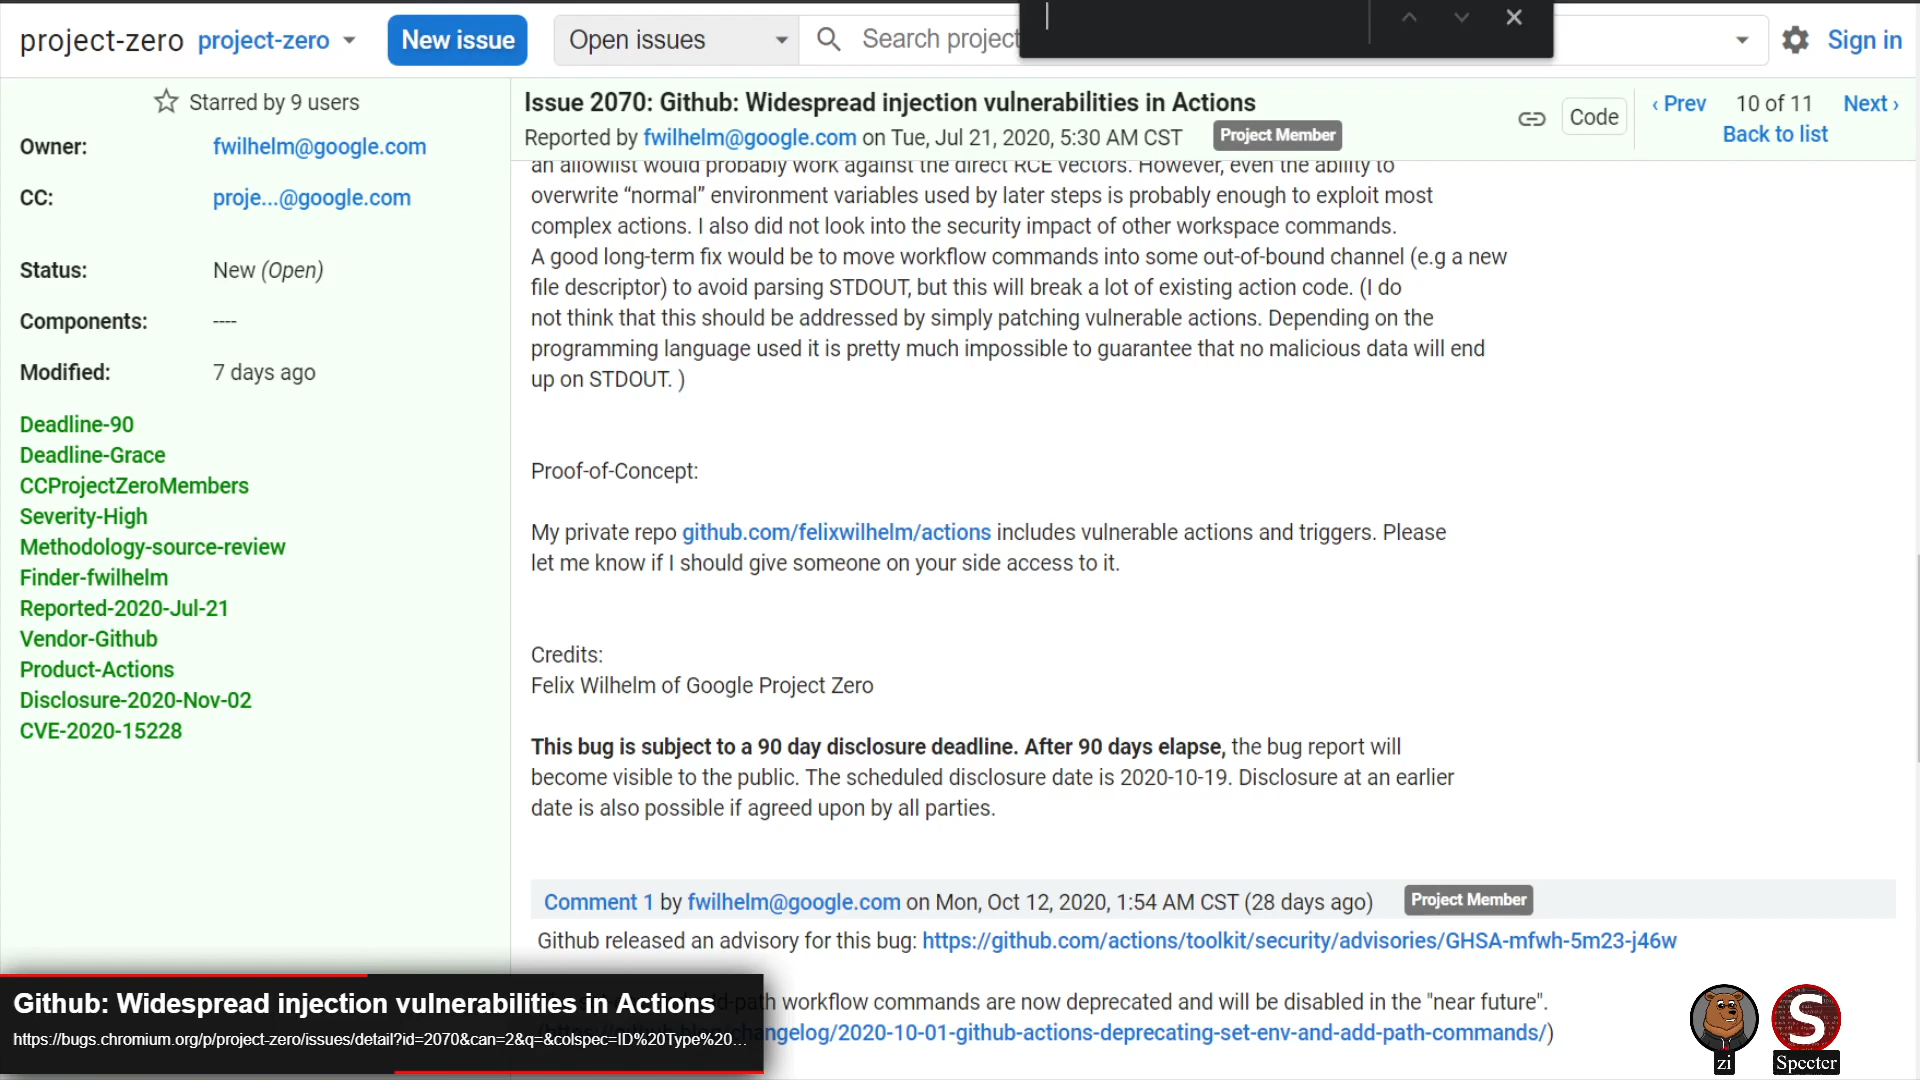 project-zero project-zero New issue Open issues Search project Sign in
Starred by 9 users
Owner: fwilhelm@google.com
CC: proje...@google.com
Status: New (Open)
Components: ----
Modified: 7 days ago
Deadline-90
Deadline-Grace
CCProjectZeroMembers
Severity-High
Methodology-source-review
Finder-fwilhelm
Reported-2020-Jul-21
Vendor-Github
Product-Actions
Disclosure-2020-Nov-02
CVE-2020-15228
Issue 2070: Github: Widespread injection vulnerabilities in Actions
Reported by fwilhelm@google.com on Tue, Jul 21, 2020, 5:30 AM CST Project Member
Code
‹ Prev 10 of 11 Next ›
Back to list
an allowlist would probably work against the direct RCE vectors. However, even the ability to
overwrite “normal” environment variables used by later steps is probably enough to exploit most
complex actions. I also did not look into the security impact of other workspace commands.
A good long-term fix would be to move workflow commands into some out-of-bound channel (e.g a new
file descriptor) to avoid parsing STDOUT, but this will break a lot of existing action code. (I do
not think that this should be addressed by simply patching vulnerable actions. Depending on the
programming language used it is pretty much impossible to guarantee that no malicious data will end
up on STDOUT. )
Proof-of-Concept:
My private repo github.com/felixwilhelm/actions includes vulnerable actions and triggers. Please
let me know if I should give someone on your side access to it.
Credits:
Felix Wilhelm of Google Project Zero
This bug is subject to a 90 day disclosure deadline. After 90 days elapse, the bug report will
become visible to the public. The scheduled disclosure date is 2020-10-19. Disclosure at an earlier
date is also possible if agreed upon by all parties.
Comment 1 by fwilhelm@google.com on Mon, Oct 12, 2020, 1:54 AM CST (28 days ago) Project Member
Github released an advisory for this bug: https://github.com/actions/toolkit/security/advisories/GHSA-mfwh-5m23-j46w
workflow commands are now deprecated and will be disabled in the "near future".
changelog/2020-10-01-github-actions-deprecating-set-env-and-add-path-commands/)
Github: Widespread injection vulnerabilities in Actions
https://bugs.chromium.org/p/project-zero/issues/detail?id=2070&can=2&q=&colspec=ID%20Type%20...
zi
S
Specter